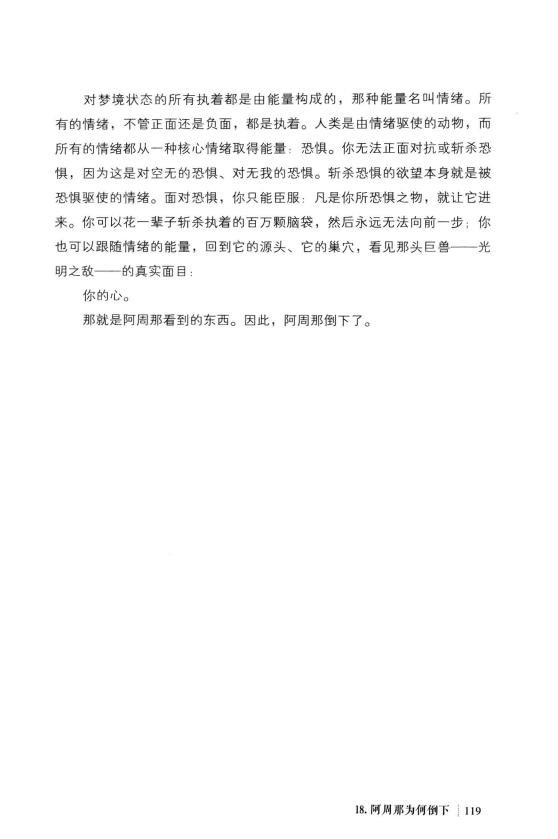 对梦境状态的所有执着都是由能量构成的，那种能量名叫情绪。所
有的情绪，不管正面还是负面，都是执着。人类是由情绪驱使的动物，而
所有的情绪都从一种核心情绪取得能量：恐惧。你无法正面对抗或斩杀恐
惧，因为这是对空无的恐惧、对无我的恐惧。斩杀恐惧的欲望本身就是被
恐惧驱使的情绪。面对恐惧，你只能臣服：凡是你所恐惧之物，就让它进
来。你可以花一辈子斩杀执着的百万颗脑袋，然后永远无法向前一步；你
也可以跟随情绪的能量，回到它的源头、它的巢穴，看见那头巨兽——光
明之敌——的真实面目：
你的心。
那就是阿周那看到的东西。因此，阿周那倒下了。
18. 阿周那为何倒下 119